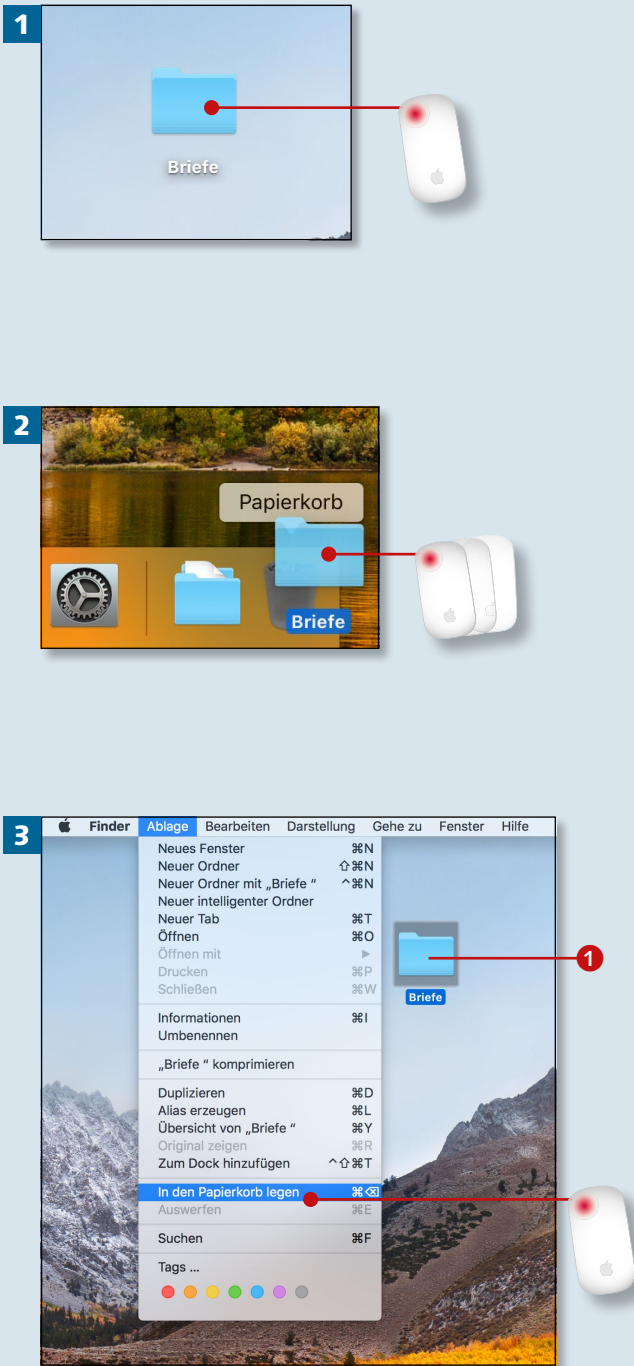 1
Briefe
2
Papierkorb
Briefe
3
Finder Ablage Bearbeiten Darstellung Gehe zu Fenster Hilfe
Neues Fenster ⌘N
Neuer Ordner ⇧⌘N
Neuer Ordner mit „Briefe “ ^⌘N
Neuer intelligenter Ordner
Neuer Tab ⌘T
Öffnen ⌘O
Öffnen mit ▶
Drucken ⌘P
Schließen ⌘W
Informationen ⌘I
Umbenennen
„Briefe “ komprimieren
Duplizieren ⌘D
Alias erzeugen ⌘L
Übersicht von „Briefe “ ⌘Y
Original zeigen ⌘R
Zum Dock hinzufügen ^⇧⌘T
In den Papierkorb legen ⌘⌫
Auswerfen ⌘E
Suchen ⌘F
Tags ...
1
Briefe